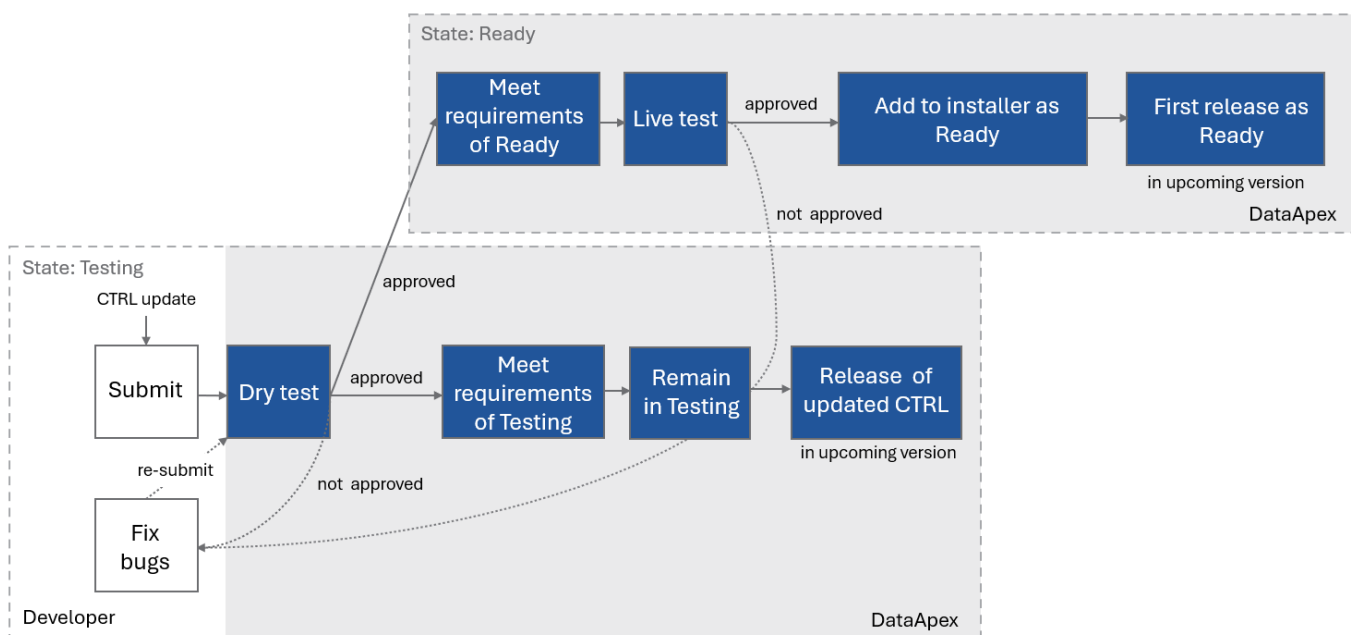 State: Ready
Meet
requirements
of Ready
Live test
approved
Add to installer as
Ready
First release as
Ready
in upcoming version
not approved
DataApex
State: Testing
CTRL update
approved
Submit
Dry test
approved
Meet
requirements
of Testing
Remain
in Testing
Release of
updated CTRL
in upcoming version
re-submit
not approved
Fix
bugs
Developer
DataApex